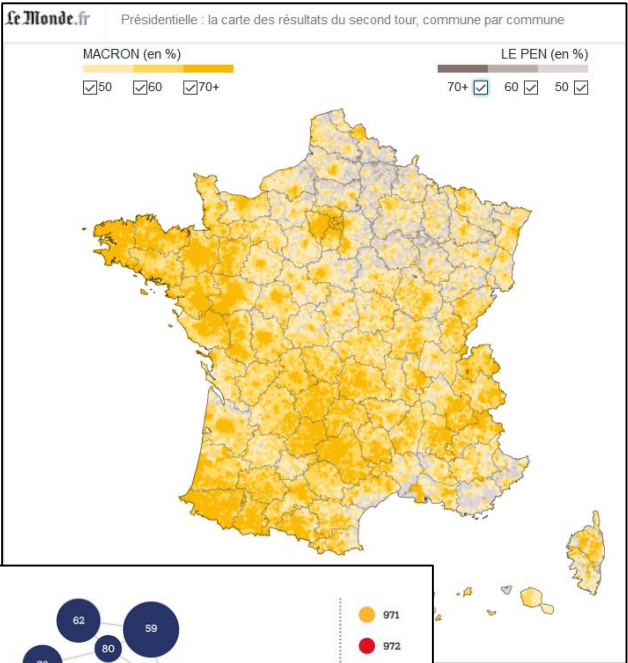 Le Monde.fr Présidentielle : la carte des résultats du second tour, commune par commune
MACRON (en %) LE PEN (en %)
50 60 70+ 70+ 60 50
62 59 971
80 972